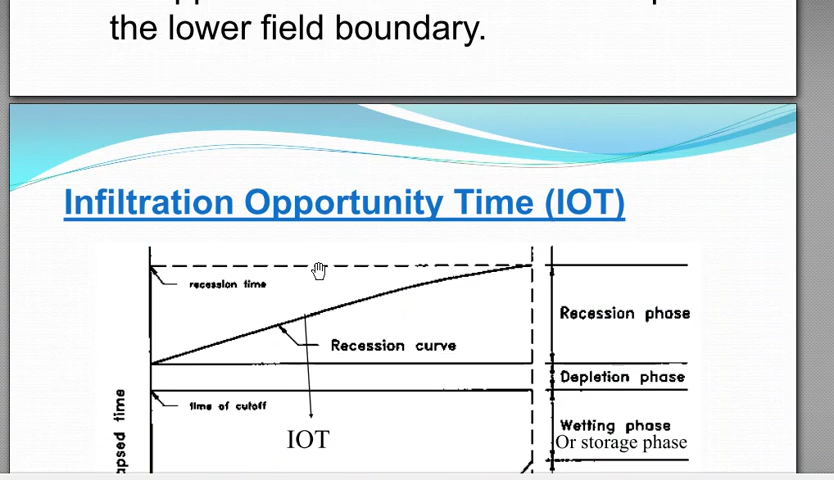 the lower field boundary.
Infiltration Opportunity Time (IOT)
recession time
Recession phase
Recession curve
Depletion phase
time of cutoff
Wetting phase
IOT
Or storage phase
apsed time